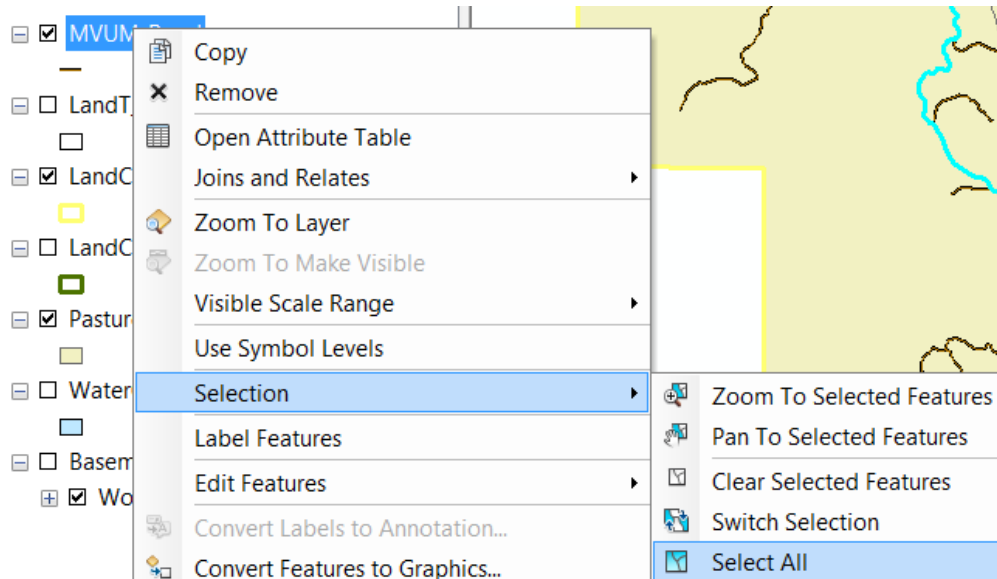 MVUM
Copy
Remove
LandT
Open Attribute Table
LandC
Joins and Relates
Zoom To Layer
LandC
Zoom To Make Visible
Visible Scale Range
Pastur
Use Symbol Levels
Water
Selection
Zoom To Selected Features
Label Features
Pan To Selected Features
Basem
Edit Features
Clear Selected Features
Wo
Convert Labels to Annotation...
Switch Selection
Convert Features to Graphics...
Select All